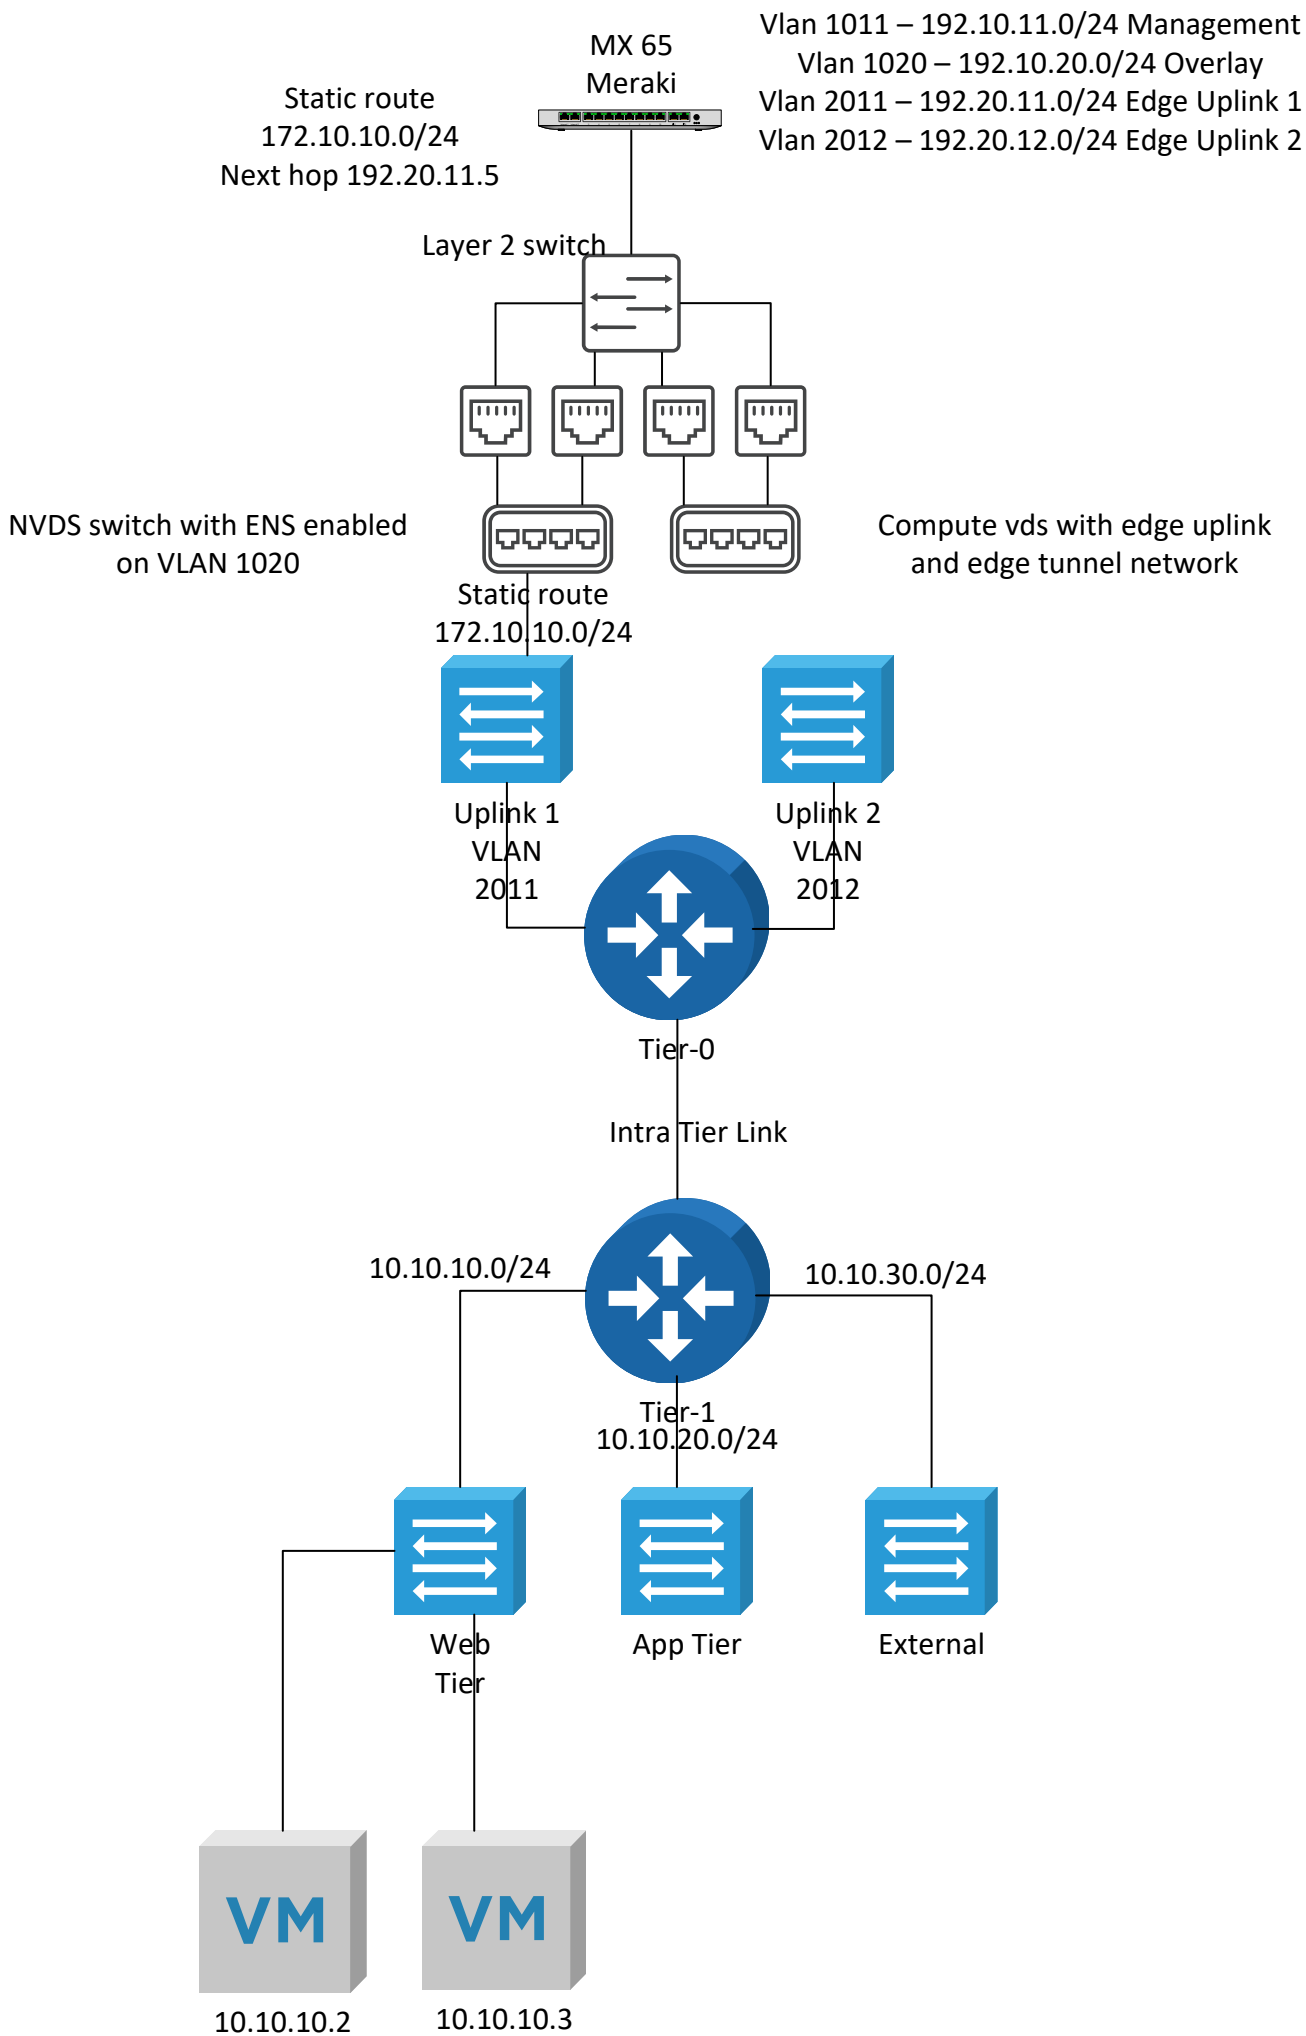 Vlan 1011 – 192.10.11.0/24 Management
Vlan 1020 – 192.10.20.0/24 Overlay
Vlan 2011 – 192.20.11.0/24 Edge Uplink 1
Vlan 2012 – 192.20.12.0/24 Edge Uplink 2
MX 65
Meraki
Static route
172.10.10.0/24
Next hop 192.20.11.5
Layer 2 switch
NVDS switch with ENS enabled
on VLAN 1020
Compute vds with edge uplink
and edge tunnel network
Static route
172.10.10.0/24
Uplink 1
VLAN
2011
Uplink 2
VLAN
2012
Tier-0
Intra Tier Link
10.10.10.0/24
10.10.30.0/24
Tier-1
10.10.20.0/24
Web
Tier
App Tier
External
VM
VM
10.10.10.2
10.10.10.3